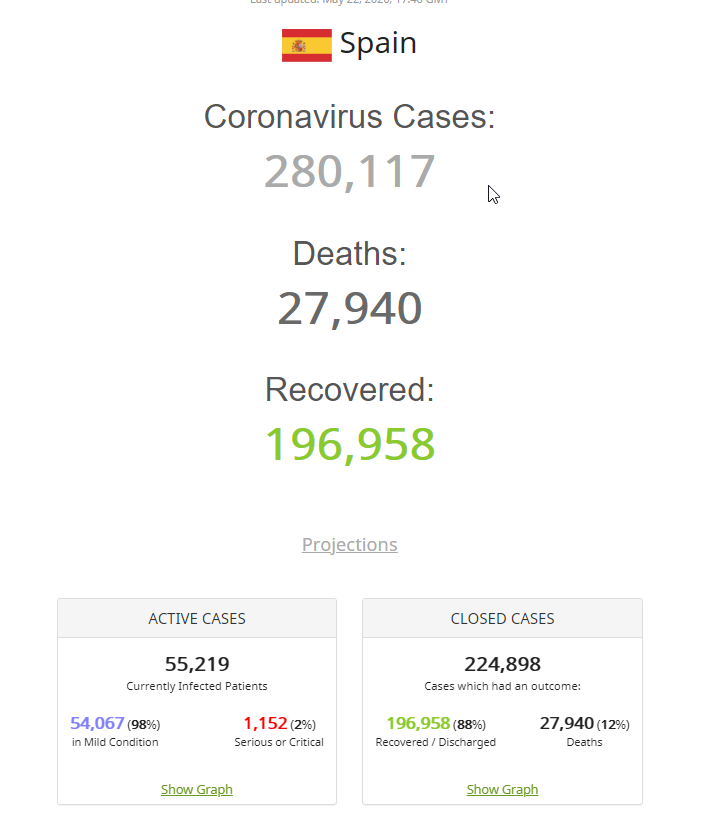 Last updated: May 22, 2020, 17:46 GMT
Spain
Coronavirus Cases:
280,117
Deaths:
27,940
Recovered:
196,958
Projections
ACTIVE CASES
55,219
Currently Infected Patients
54,067 (98%)
in Mild Condition
1,152 (2%)
Serious or Critical
Show Graph
CLOSED CASES
224,898
Cases which had an outcome:
196,958 (88%)
Recovered / Discharged
27,940 (12%)
Deaths
Show Graph